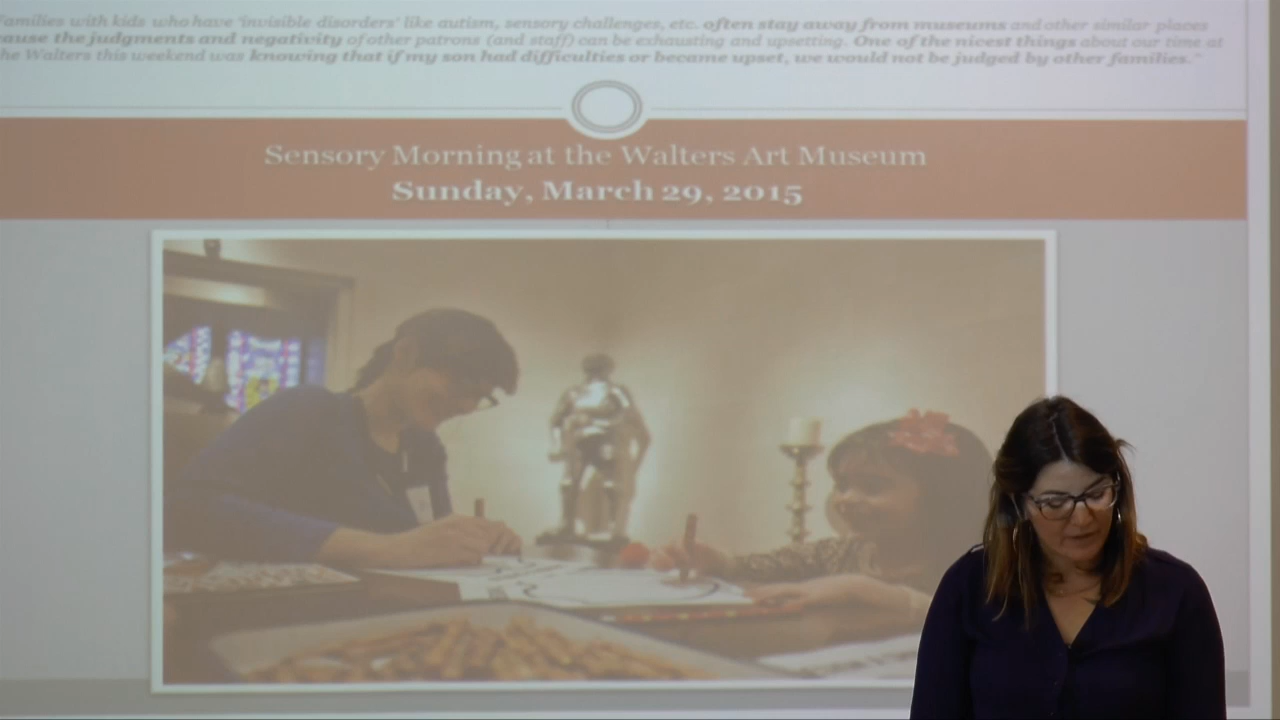 Families with kids who have 'invisible disorders' like autism, sensory challenges, etc. often stay away from museums and other similar places
ause the judgments and negativity of other patrons (and staff) can be exhausting and upsetting. One of the nicest things about our time at
he Walters this weekend was knowing that if my son had difficulties or became upset, we would not be judged by other families."
Sensory Morning at the Walters Art Museum
Sunday, March 29, 2015